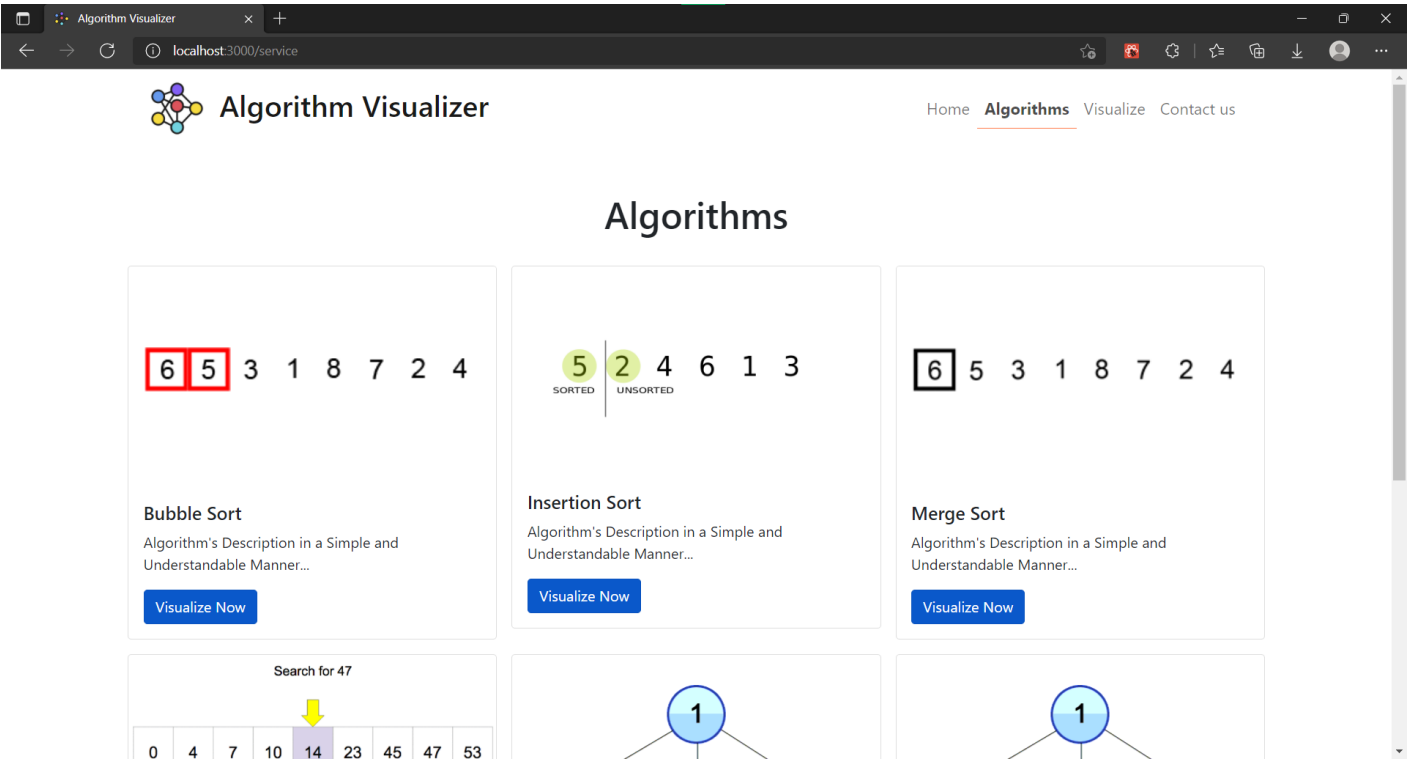 Algorithm Visualizer
localhost:3000/service
Algorithm Visualizer
Home Algorithms Visualize Contact us
Algorithms
6 5 3 1 8 7 2 4
Bubble Sort
Algorithm's Description in a Simple and
Understandable Manner...
Visualize Now
5 2 4 6 1 3
SORTED UNSORTED
Insertion Sort
Algorithm's Description in a Simple and
Understandable Manner...
Visualize Now
6 5 3 1 8 7 2 4
Merge Sort
Algorithm's Description in a Simple and
Understandable Manner...
Visualize Now
Search for 47
0 4 7 10 14 23 45 47 53
1
1